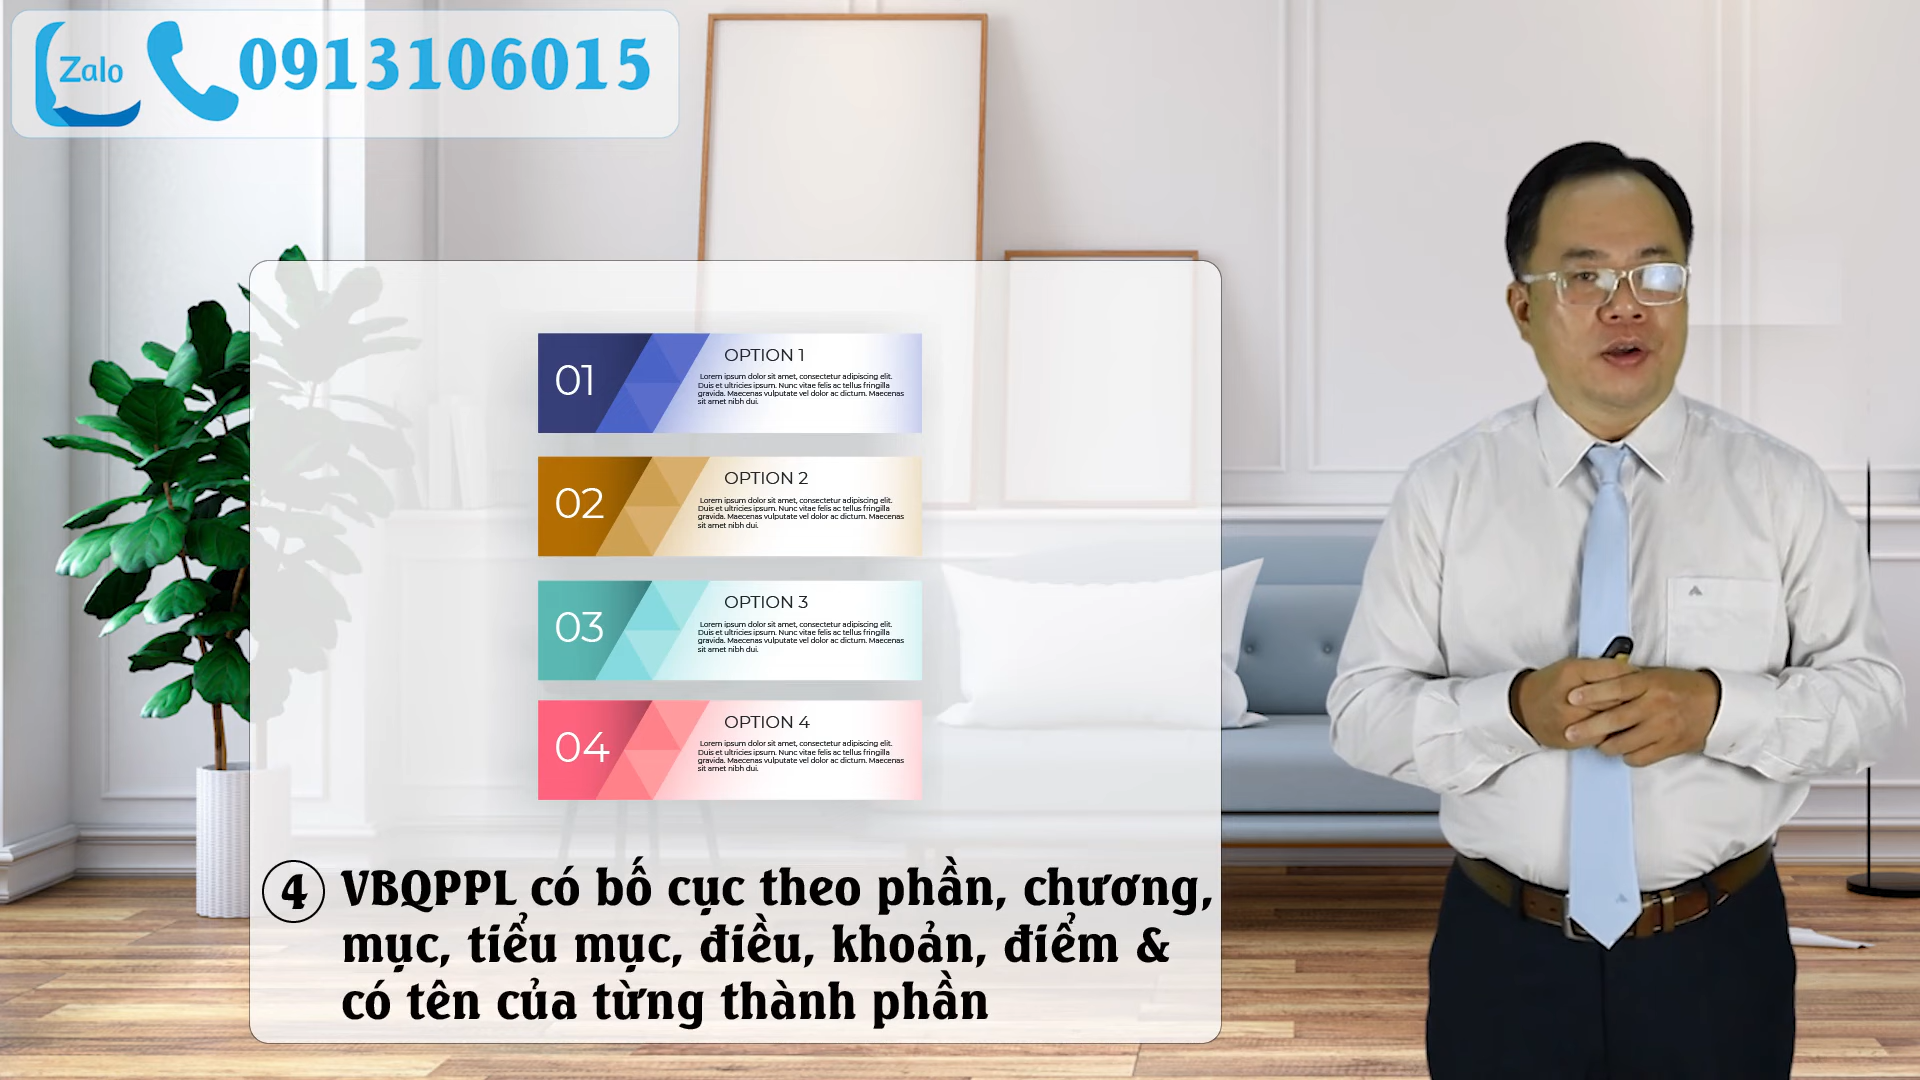 Zalo
0913106015
01
OPTION 1
Lorem ipsum dolor sit amet, consectetur adipiscing elit.
Duis et ultricies ipsum. Nunc vitae felis ac tellus fringilla
gravida. Maecenas vulputate vel dolor ac dictum. Maecenas
sit amet nibh dui.
02
OPTION 2
Lorem ipsum dolor sit amet, consectetur adipiscing elit.
Duis et ultricies ipsum. Nunc vitae felis ac tellus fringilla
gravida. Maecenas vulputate vel dolor ac dictum. Maecenas
sit amet nibh dui.
03
OPTION 3
Lorem ipsum dolor sit amet, consectetur adipiscing elit.
Duis et ultricies ipsum. Nunc vitae felis ac tellus fringilla
gravida. Maecenas vulputate vel dolor ac dictum. Maecenas
sit amet nibh dui.
04
OPTION 4
Lorem ipsum dolor sit amet, consectetur adipiscing elit.
Duis et ultricies ipsum. Nunc vitae felis ac tellus fringilla
gravida. Maecenas vulputate vel dolor ac dictum. Maecenas
sit amet nibh dui.
4 VBQPPL có bố cục theo phần, chương,
mục, tiểu mục, điều, khoản, điểm &
có tên của từng thành phần